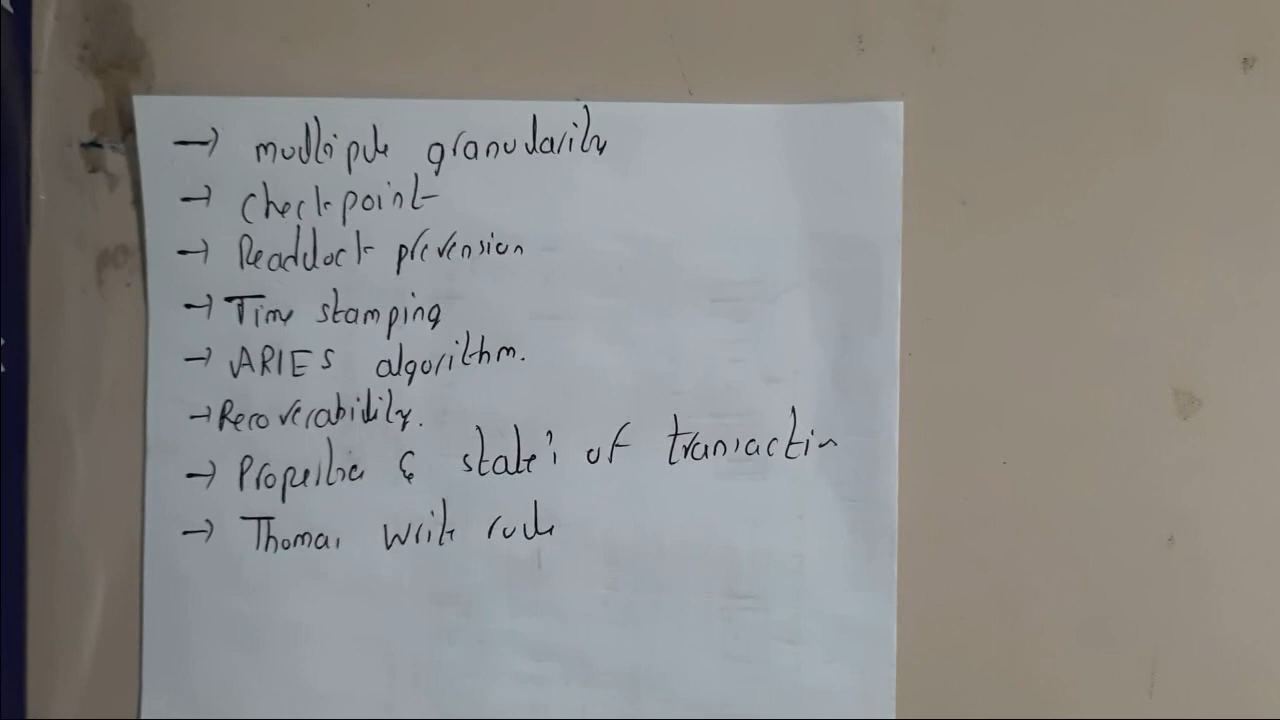 → multiple granularity
→ checkpoint
→ Deadlock prevension
→ Time stamping
→ ARIES algorithm.
→ Recoverability.
→ Properties & state's of transaction
→ Thomas write rule